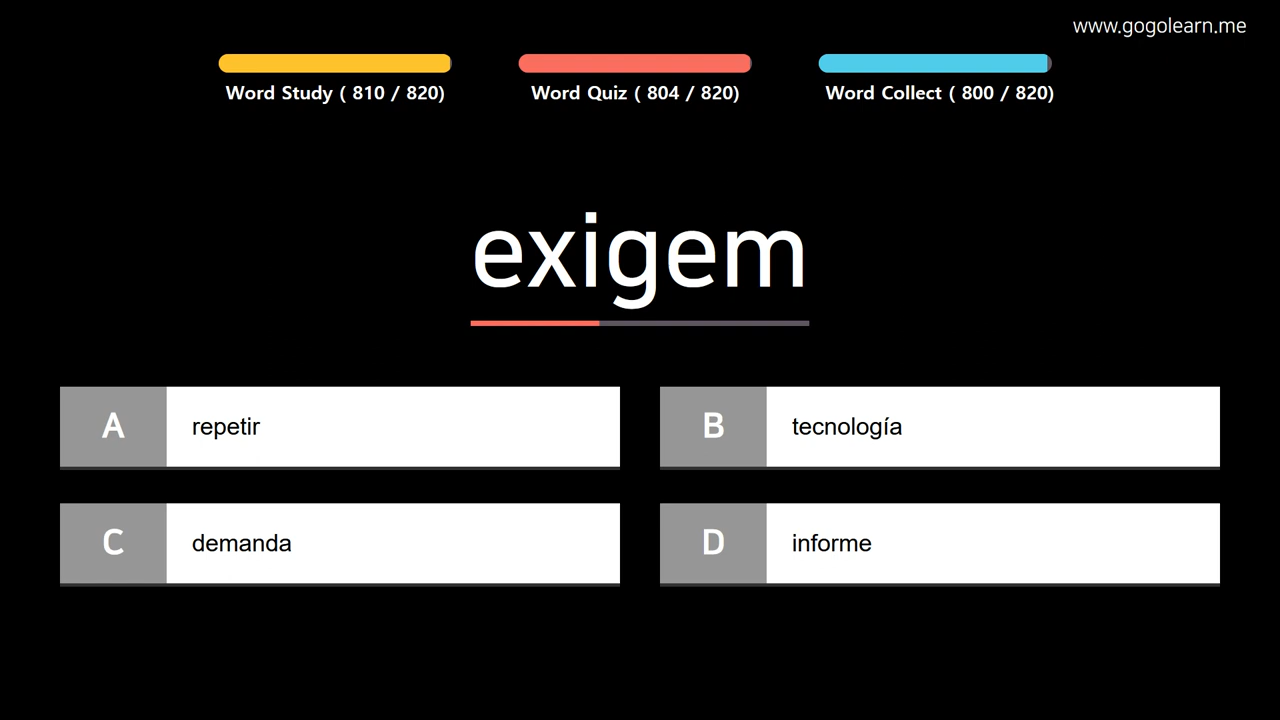 www.gogolearn.me
Word Study ( 810 / 820)
Word Quiz ( 804 / 820)
Word Collect ( 800 / 820)
exigem
A
repetir
B
tecnología
C
demanda
D
informe